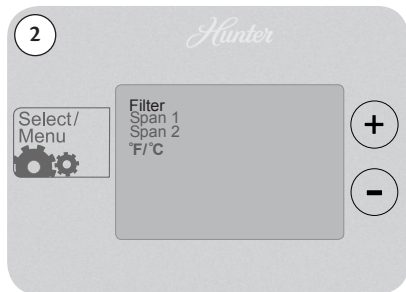 2
Hunter
Select/
Menu
Filter
Span 1
Span 2
°F/°C
+
-